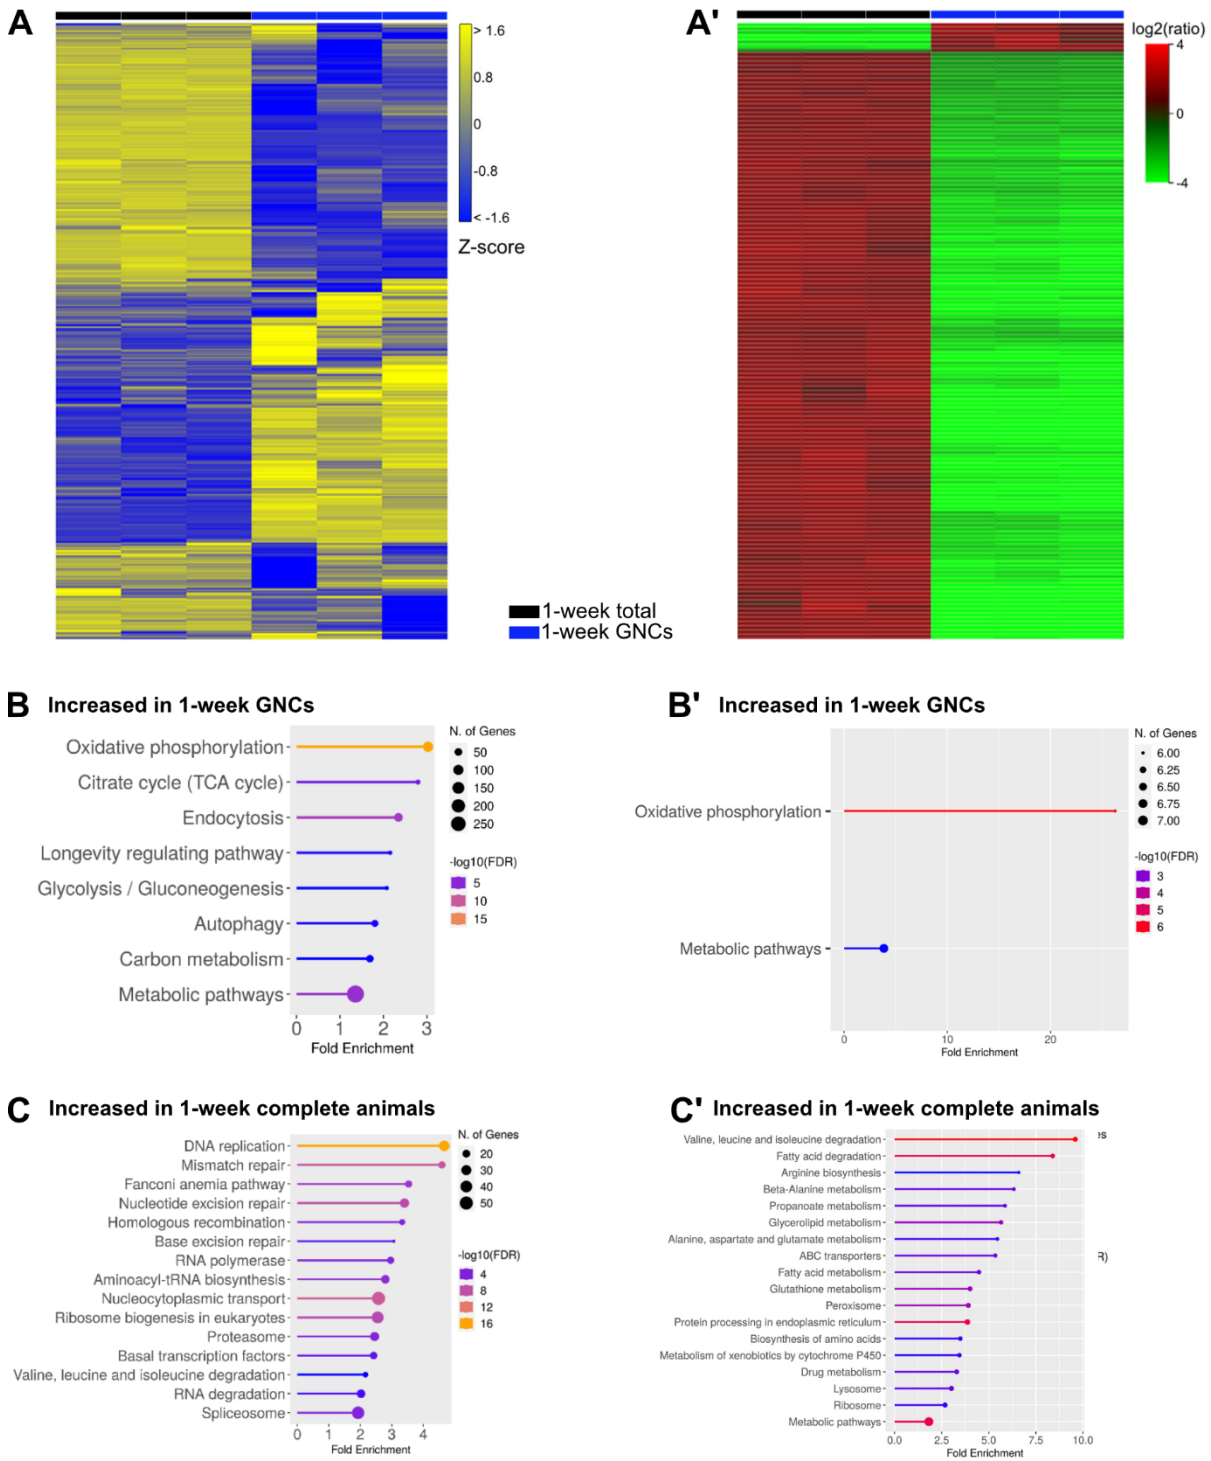 A
> 1.6
0.8
0
-0.8
< -1.6
Z-score
A'
log2(ratio)
4
0
-4
1-week total
1-week GNCs
B Increased in 1-week GNCs
Oxidative phosphorylation
Citrate cycle (TCA cycle)
Endocytosis
Longevity regulating pathway
Glycolysis / Gluconeogenesis
Autophagy
Carbon metabolism
Metabolic pathways
0 1 2 3
Fold Enrichment
N. of Genes
50
100
150
200
250
-log10(FDR)
5
10
15
B' Increased in 1-week GNCs
Oxidative phosphorylation
Metabolic pathways
0 10 20
Fold Enrichment
N. of Genes
6.00
6.25
6.50
6.75
7.00
-log10(FDR)
3
4
5
6
C Increased in 1-week complete animals
DNA replication
Mismatch repair
Fanconi anemia pathway
Nucleotide excision repair
Homologous recombination
Base excision repair
RNA polymerase
Aminoacyl-tRNA biosynthesis
Nucleocytoplasmic transport
Ribosome biogenesis in eukaryotes
Proteasome
Basal transcription factors
Valine, leucine and isoleucine degradation
RNA degradation
Spliceosome
0 1 2 3 4
Fold Enrichment
N. of Genes
20
30
40
50
-log10(FDR)
4
8
12
16
C' Increased in 1-week complete animals
Valine, leucine and isoleucine degradation
Fatty acid degradation
Arginine biosynthesis
Beta-Alanine metabolism
Propanoate metabolism
Glycerolipid metabolism
Alanine, aspartate and glutamate metabolism
ABC transporters
Fatty acid metabolism
Glutathione metabolism
Peroxisome
Protein processing in endoplasmic reticulum
Biosynthesis of amino acids
Metabolism of xenobiotics by cytochrome P450
Drug metabolism
Lysosome
Ribosome
Metabolic pathways
0.0 2.5 5.0 7.5 10.0
Fold Enrichment